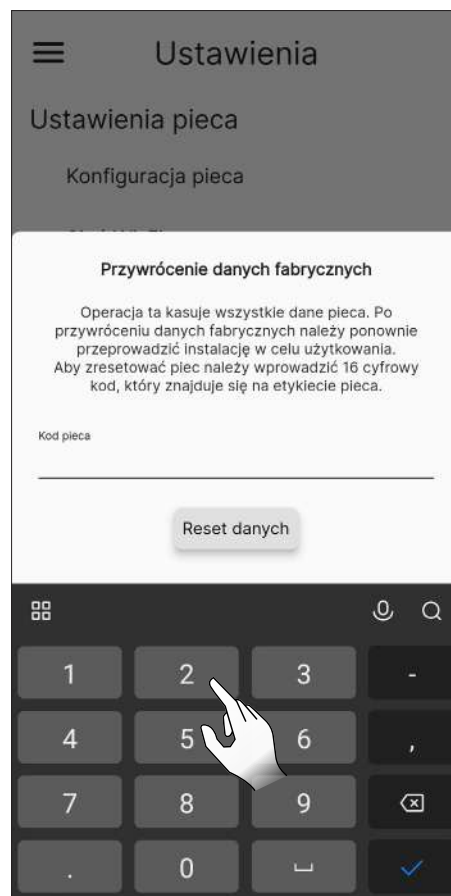 Ustawienia
Ustawienia pieca
Konfiguracja pieca
Przywrócenie danych fabrycznych
Operacja ta kasuje wszystkie dane pieca. Po
przywróceniu danych fabrycznych należy ponownie
przeprowadzić instalację w celu użytkowania.
Aby zresetować piec należy wprowadzić 16 cyfrowy
kod, który znajduje się na etykiecie pieca.
Kod pieca
Reset danych
1 2 3 -
4 5 6 ,
7 8 9
. 0